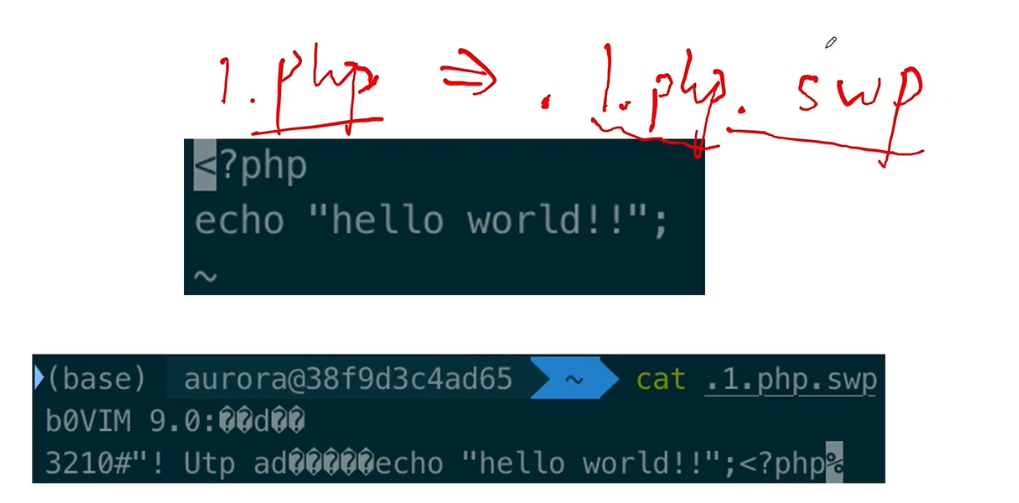 1.php ⇒ .1.php.swp
<?php
echo "hello world!!";
~
(base) aurora@38f9d3c4ad65 ~ cat .1.php.swp
b0VIM 9.0:��d��
3210#"! Utp ad�����echo "hello world!!";<?php%